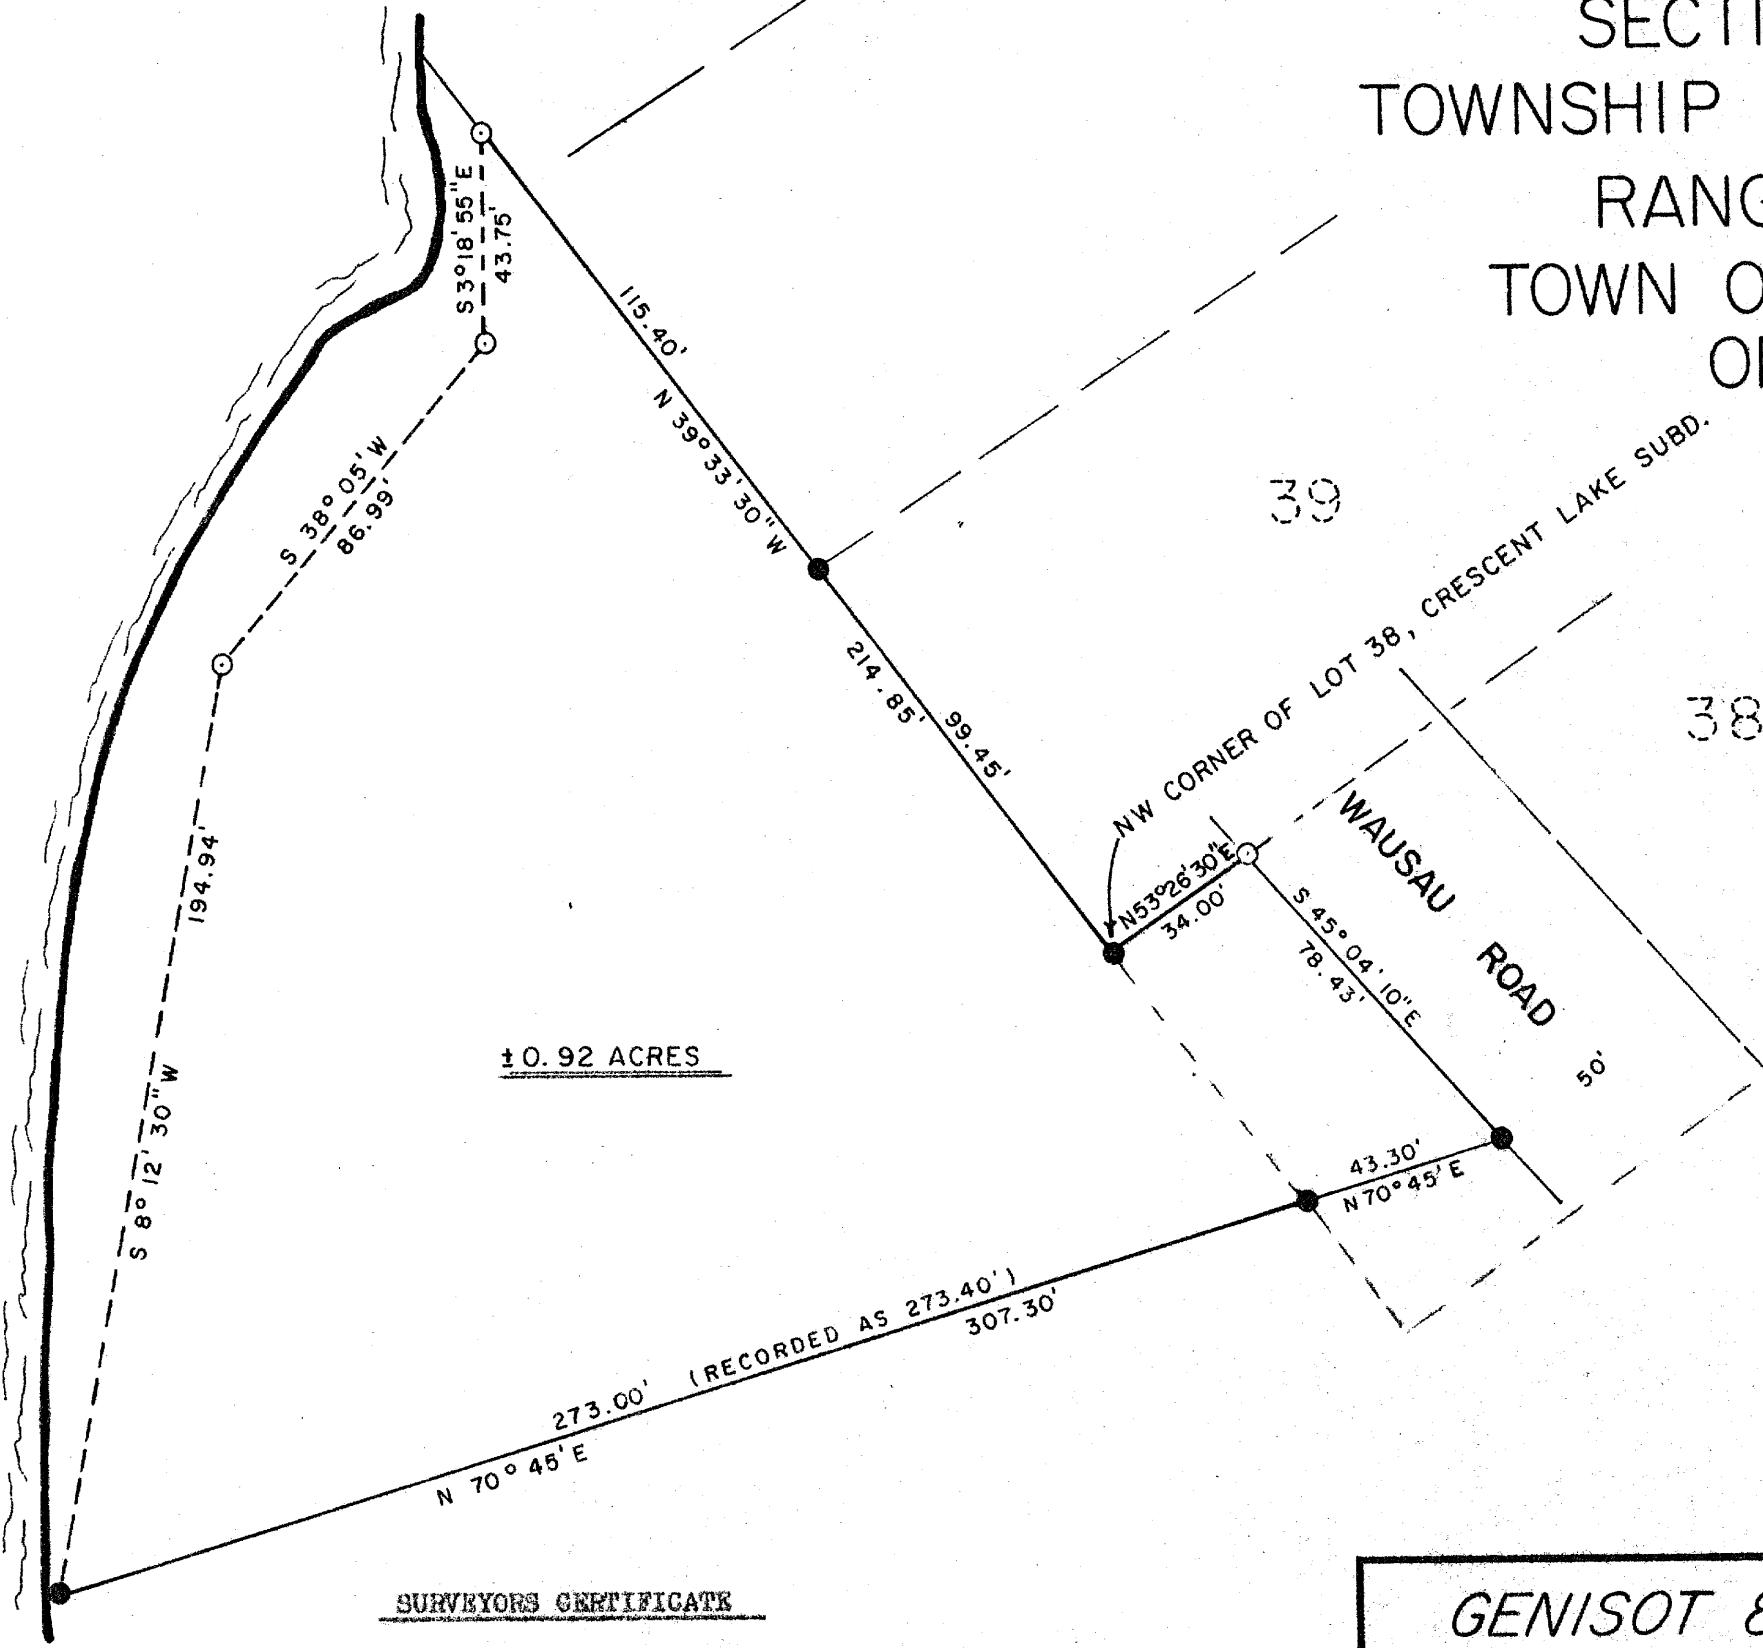 SECTI
TOWNSHIP
RANG
TOWN O
O
S 3° 18' 55" E
43.75'
115.40'
N 39° 33' 30" W
S 38° 05' W
86.99'
39
NW CORNER OF LOT 38, CRESCENT LAKE SUBD.
38
214.85'
99.45'
194.94'
N 53° 26' 30" E
34.00'
WAUSAU ROAD
50'
S 45° 04' 10" E
78.43'
± 0.92 ACRES
S 8° 12' 30" W
43.30'
N 70° 45' E
273.00' (RECORDED AS 273.40')
307.30'
N 70° 45' E
SURVEYORS CERTIFICATE
GENISOT &